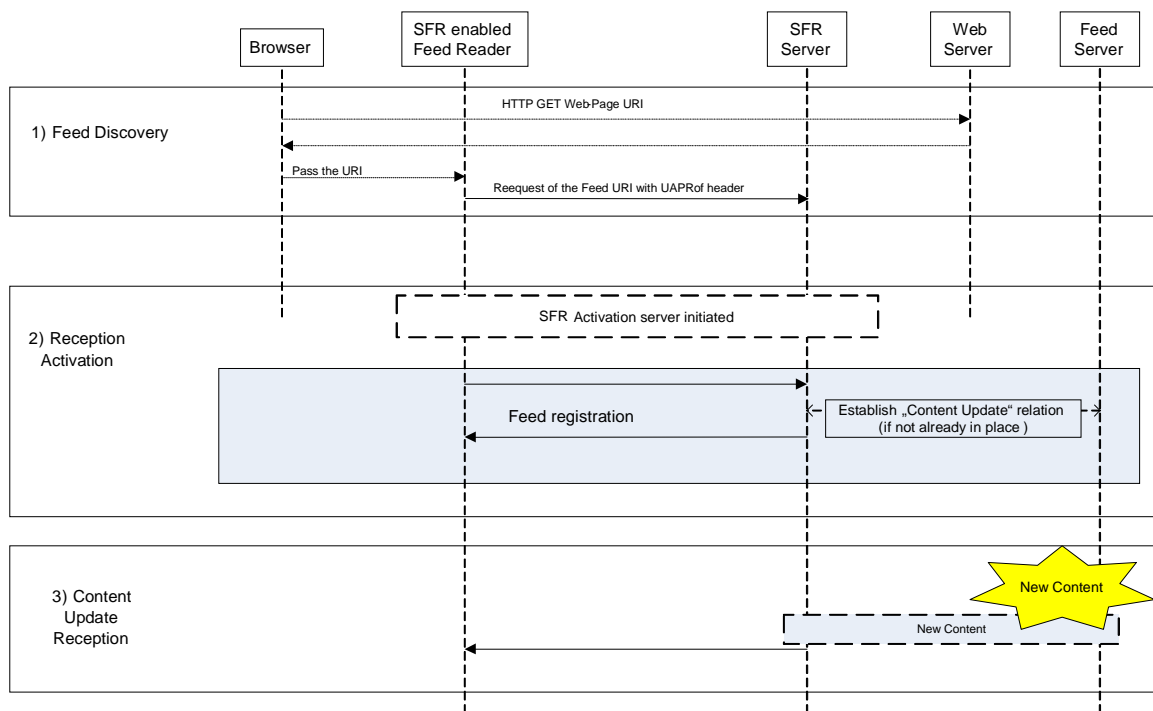 Browser
SFR enabled
Feed Reader
SFR
Server
Web
Server
Feed
Server
1) Feed Discovery
HTTP GET Web-Page URI
Pass the URI
Reequest of the Feed URI with UAPRof header
SFR Activation server initiated
2) Reception
Activation
Feed registration
Establish „Content Update“ relation
(if not already in place )
3) Content
Update
Reception
New Content
New Content